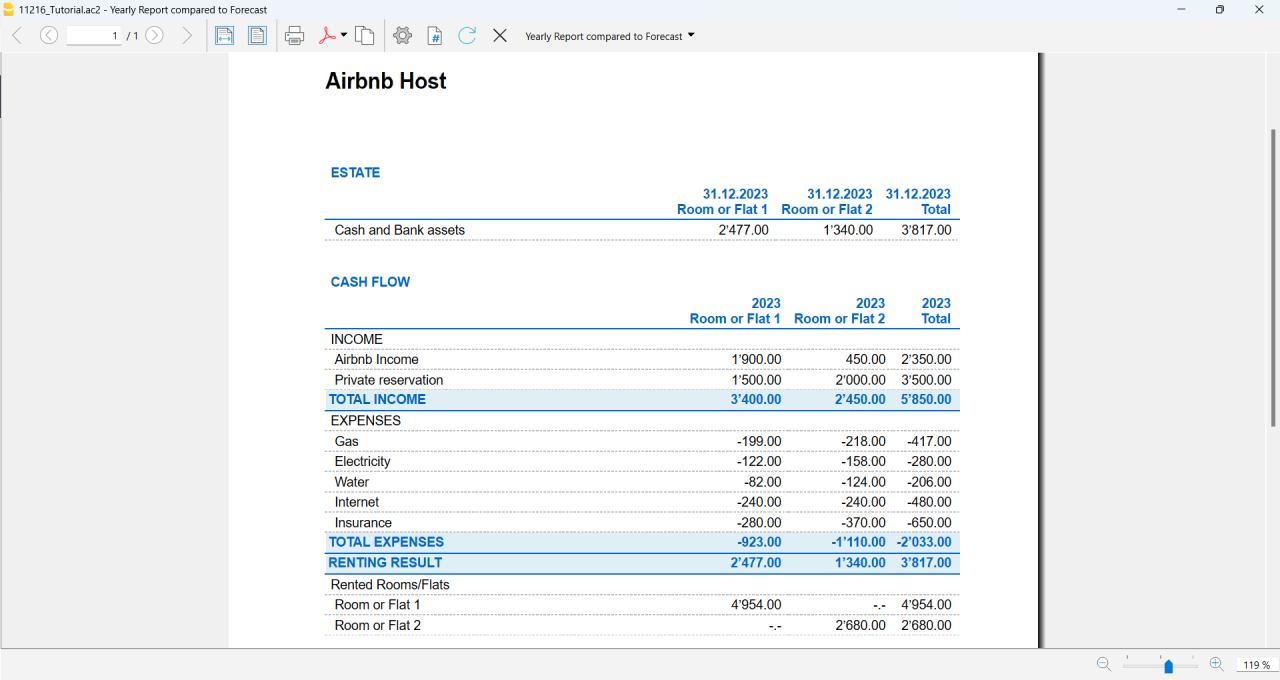 11216_Tutorial.ac2 - Yearly Report compared to Forecast
1 / 1 # Yearly Report compared to Forecast
Airbnb Host
ESTATE
31.12.2023 31.12.2023 31.12.2023
Room or Flat 1 Room or Flat 2 Total
Cash and Bank assets 2'477.00 1'340.00 3'817.00
CASH FLOW
2023 2023 2023
Room or Flat 1 Room or Flat 2 Total
INCOME
Airbnb Income 1'900.00 450.00 2'350.00
Private reservation 1'500.00 2'000.00 3'500.00
TOTAL INCOME 3'400.00 2'450.00 5'850.00
EXPENSES
Gas -199.00 -218.00 -417.00
Electricity -122.00 -158.00 -280.00
Water -82.00 -124.00 -206.00
Internet -240.00 -240.00 -480.00
Insurance -280.00 -370.00 -650.00
TOTAL EXPENSES -923.00 -1'110.00 -2'033.00
RENTING RESULT 2'477.00 1'340.00 3'817.00
Rented Rooms/Flats
Room or Flat 1 4'954.00 -.- 4'954.00
Room or Flat 2 -.- 2'680.00 2'680.00
119 %